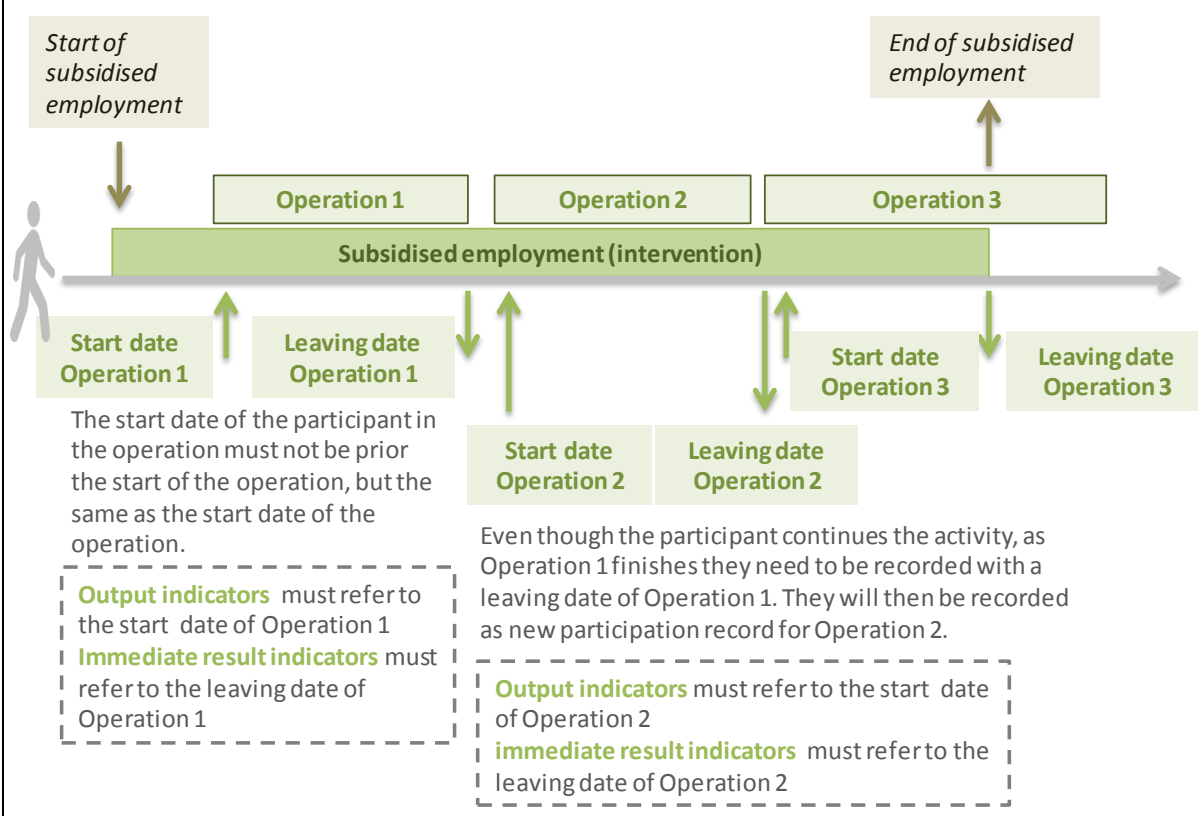 Start of
subsidised
employment
End of subsidised
employment
Operation 1
Operation 2
Operation 3
Subsidised employment (intervention)
Start date
Operation 1
Leaving date
Operation 1
Start date
Operation 3
Leaving date
Operation 3
Start date
Operation 2
Leaving date
Operation 2
The start date of the participant in
the operation must not be prior
the start of the operation, but the
same as the start date of the
operation.
Output indicators must refer to
the start date of Operation 1
Immediate result indicators must
refer to the leaving date of
Operation 1
Even though the participant continues the activity, as
Operation 1 finishes they need to be recorded with a
leaving date of Operation 1. They will then be recorded
as new participation record for Operation 2.
Output indicators must refer to the start date
of Operation 2
immediate result indicators must refer to the
leaving date of Operation 2